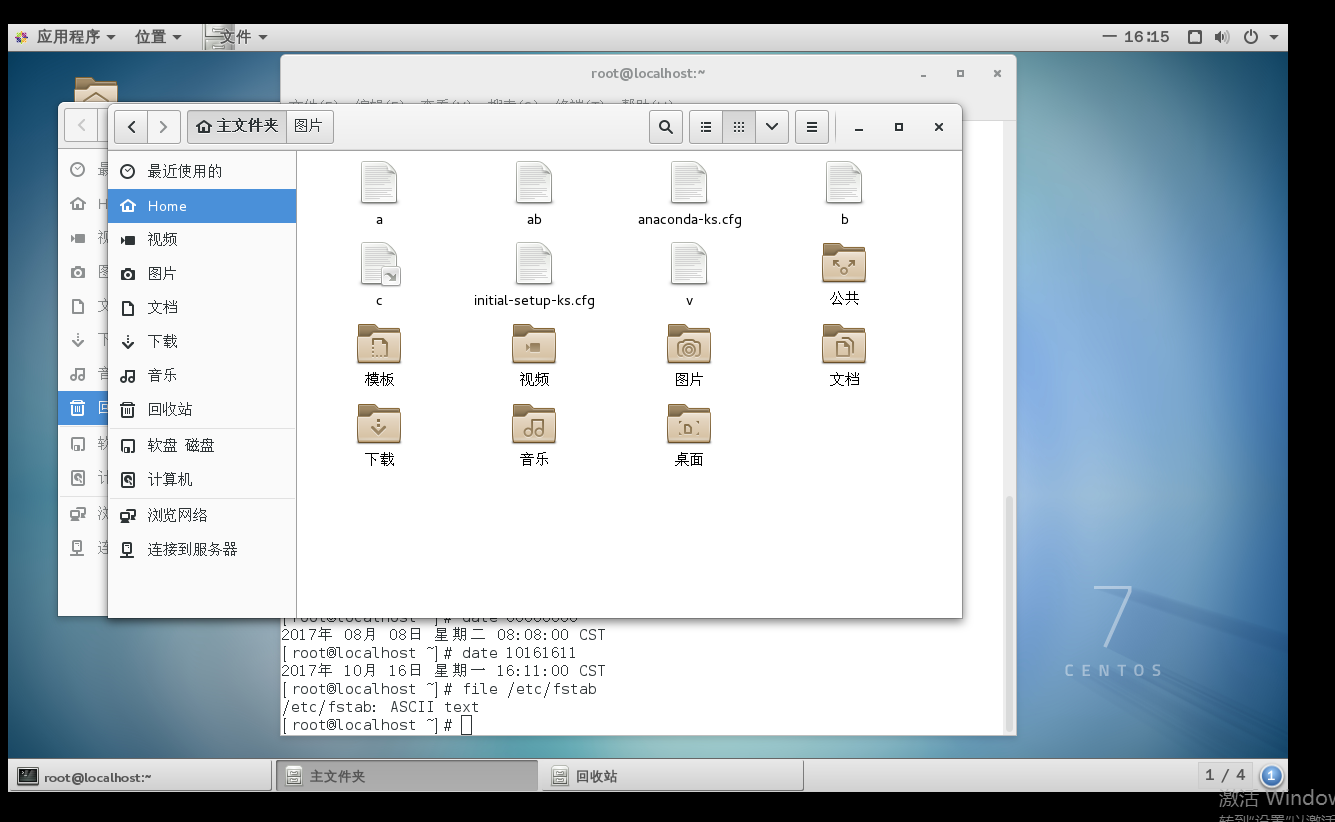 应用程序 位置 文件 一 16:15
root@localhost:~
主文件夹 图片
最近使用的
Home
视频
图片
文档
下载
音乐
回收站
软盘 磁盘
计算机
浏览网络
连接到服务器
a ab anaconda-ks.cfg b
c initial-setup-ks.cfg v 公共
模板 视频 图片 文档
下载 音乐 桌面
2017年 08月 08日 星期二 08:08:00 CST
[root@localhost ~]# date 10161611
2017年 10月 16日 星期一 16:11:00 CST
[root@localhost ~]# file /etc/fstab
/etc/fstab: ASCII text
[root@localhost ~]#
7
CENTOS
root@localhost:~ 主文件夹 回收站 1 / 4 1
激活 Window